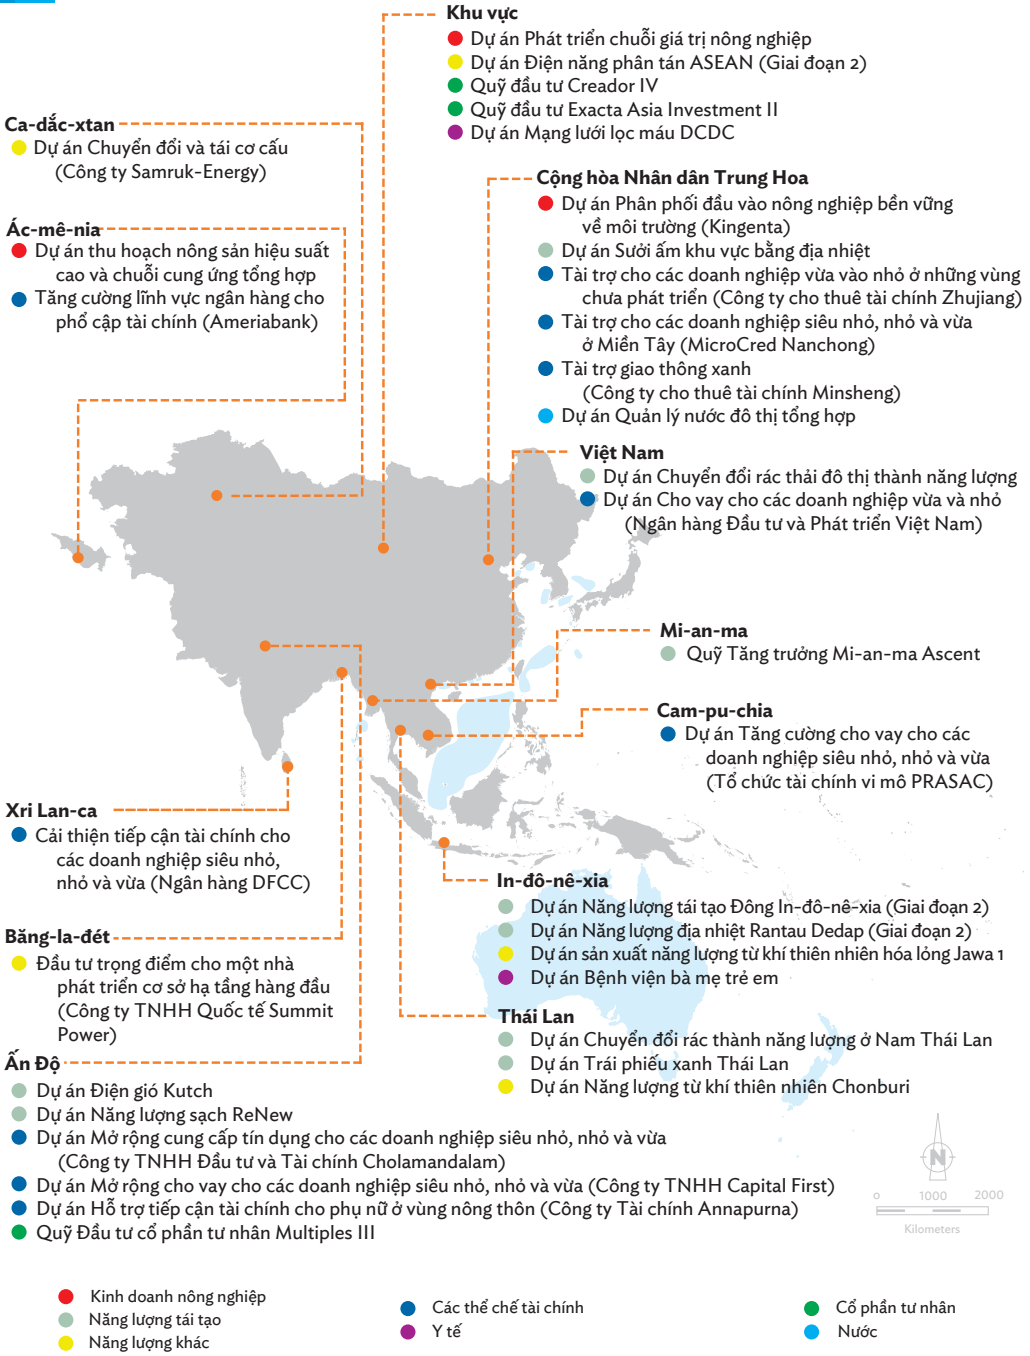 Khu vực
Dự án Phát triển chuỗi giá trị nông nghiệp
Dự án Điện năng phân tán ASEAN (Giai đoạn 2)
Quỹ đầu tư Creador IV
Quỹ đầu tư Exacta Asia Investment II
Dự án Mạng lưới lọc máu DCDC
Ca-dắc-xtan
Dự án Chuyển đổi và tái cơ cấu
(Công ty Samruk-Energy)
Ác-mê-nia
Dự án thu hoạch nông sản hiệu suất
cao và chuỗi cung ứng tổng hợp
Tăng cường lĩnh vực ngân hàng cho
phổ cập tài chính (Ameriabank)
Cộng hòa Nhân dân Trung Hoa
Dự án Phân phối đầu vào nông nghiệp bền vững
về môi trường (Kingenta)
Dự án Sưởi ấm khu vực bằng địa nhiệt
Tài trợ cho các doanh nghiệp vừa vào nhỏ ở những vùng
chưa phát triển (Công ty cho thuê tài chính Zhujiang)
Tài trợ cho các doanh nghiệp siêu nhỏ, nhỏ và vừa
ở Miền Tây (MicroCred Nanchong)
Tài trợ giao thông xanh
(Công ty cho thuê tài chính Minsheng)
Dự án Quản lý nước đô thị tổng hợp
Việt Nam
Dự án Chuyển đổi rác thải đô thị thành năng lượng
Dự án Cho vay cho các doanh nghiệp vừa và nhỏ
(Ngân hàng Đầu tư và Phát triển Việt Nam)
Mi-an-ma
Quỹ Tăng trưởng Mi-an-ma Ascent
Cam-pu-chia
Dự án Tăng cường cho vay cho các
doanh nghiệp siêu nhỏ, nhỏ và vừa
(Tổ chức tài chính vi mô PRASAC)
Xri Lan-ca
Cải thiện tiếp cận tài chính cho
các doanh nghiệp siêu nhỏ,
nhỏ và vừa (Ngân hàng DFCC)
In-đô-nê-xia
Dự án Năng lượng tái tạo Đông In-đô-nê-xia (Giai đoạn 2)
Dự án Năng lượng địa nhiệt Rantau Dedap (Giai đoạn 2)
Dự án sản xuất năng lượng từ khí thiên nhiên hóa lỏng Jawa 1
Dự án Bệnh viện bà mẹ trẻ em
Băng-la-đét
Đầu tư trọng điểm cho một nhà
phát triển cơ sở hạ tầng hàng đầu
(Công ty TNHH Quốc tế Summit
Power)
Thái Lan
Dự án Chuyển đổi rác thành năng lượng ở Nam Thái Lan
Dự án Trái phiếu xanh Thái Lan
Dự án Năng lượng từ khí thiên nhiên Chonburi
Ấn Độ
Dự án Điện gió Kutch
Dự án Năng lượng sạch ReNew
Dự án Mở rộng cung cấp tín dụng cho các doanh nghiệp siêu nhỏ, nhỏ và vừa
(Công ty TNHH Đầu tư và Tài chính Cholamandalam)
Dự án Mở rộng cho vay cho các doanh nghiệp siêu nhỏ, nhỏ và vừa (Công ty TNHH Capital First)
Dự án Hỗ trợ tiếp cận tài chính cho phụ nữ ở vùng nông thôn (Công ty Tài chính Annapurna)
Quỹ Đầu tư cổ phần tư nhân Multiples III
N
0 1000 2000
Kilometers
Kinh doanh nông nghiệp
Năng lượng tái tạo
Năng lượng khác
Các thể chế tài chính
Y tế
Cổ phần tư nhân
Nước